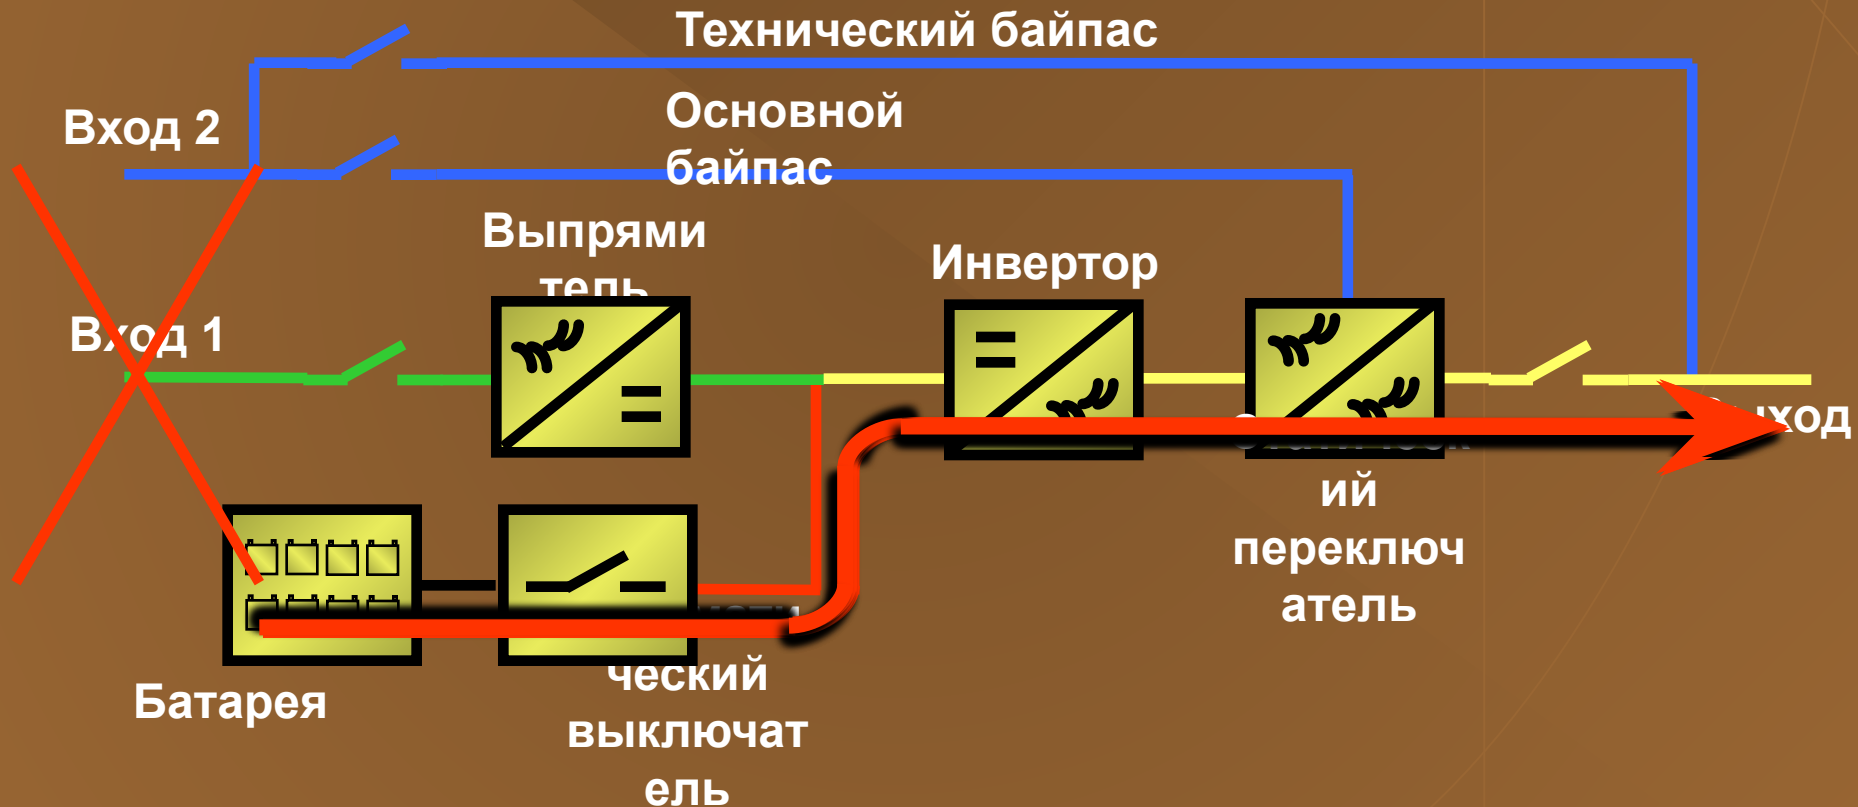 Технический байпас
Основной
байпас
Вход 2
Выпрями
тель
Инвертор
Вход 1
ий
переключ
атель
Батарея
ческий
выключат
ель